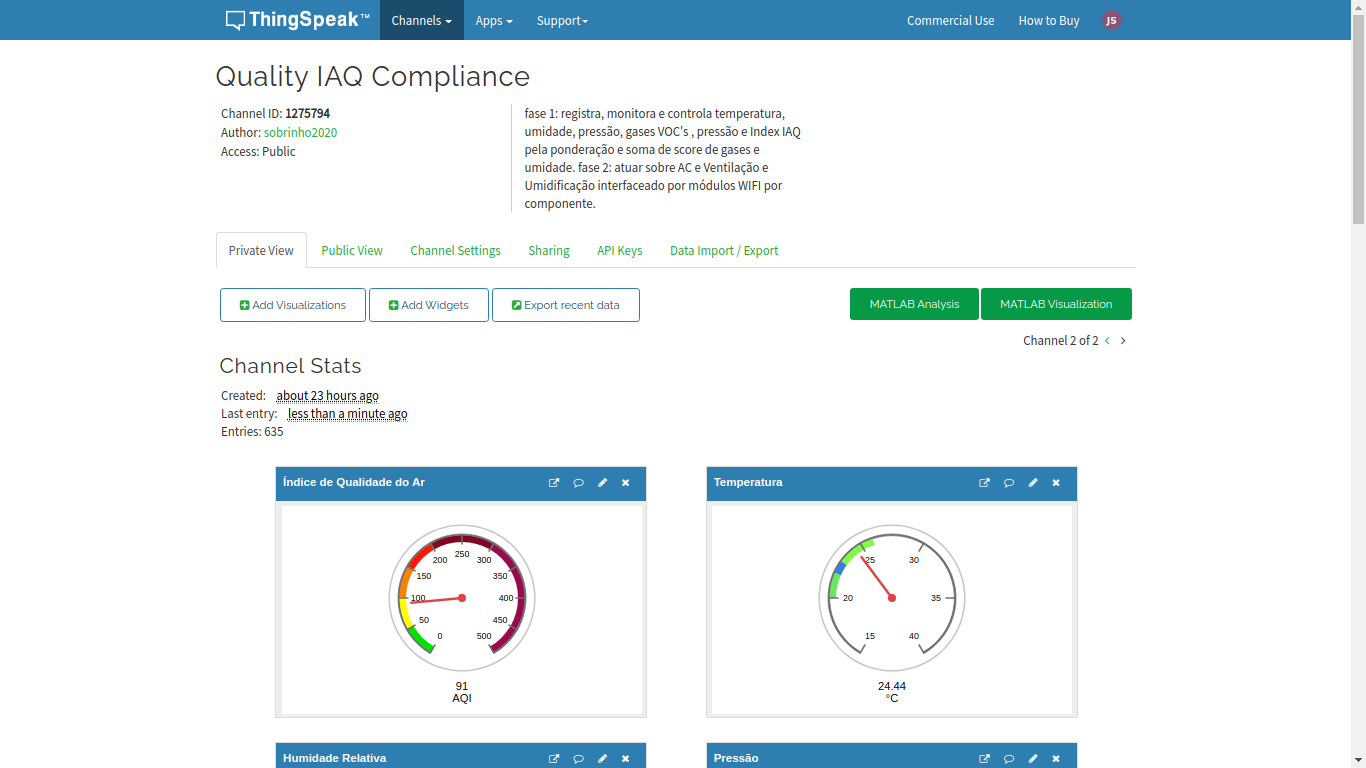 ThingSpeak™ Channels Apps Support Commercial Use How to Buy JS
Quality IAQ Compliance
Channel ID: 1275794
Author: sobrinho2020
Access: Public
fase 1: registra, monitora e controla temperatura,
umidade, pressão, gases VOC's , pressão e Index IAQ
pela ponderação e soma de score de gases e
umidade. fase 2: atuar sobre AC e Ventilação e
Umidificação interfaceado por módulos WIFI por
componente.
Private View Public View Channel Settings Sharing API Keys Data Import / Export
Add Visualizations Add Widgets Export recent data MATLAB Analysis MATLAB Visualization
Channel 2 of 2 < >
Channel Stats
Created: about 23 hours ago
Last entry: less than a minute ago
Entries: 635
Índice de Qualidade do Ar
0
50
100
150
200
250
300
350
400
450
500
91
AQI
Temperatura
15
20
25
30
35
40
24.44
°C
Humidade Relativa
Pressão